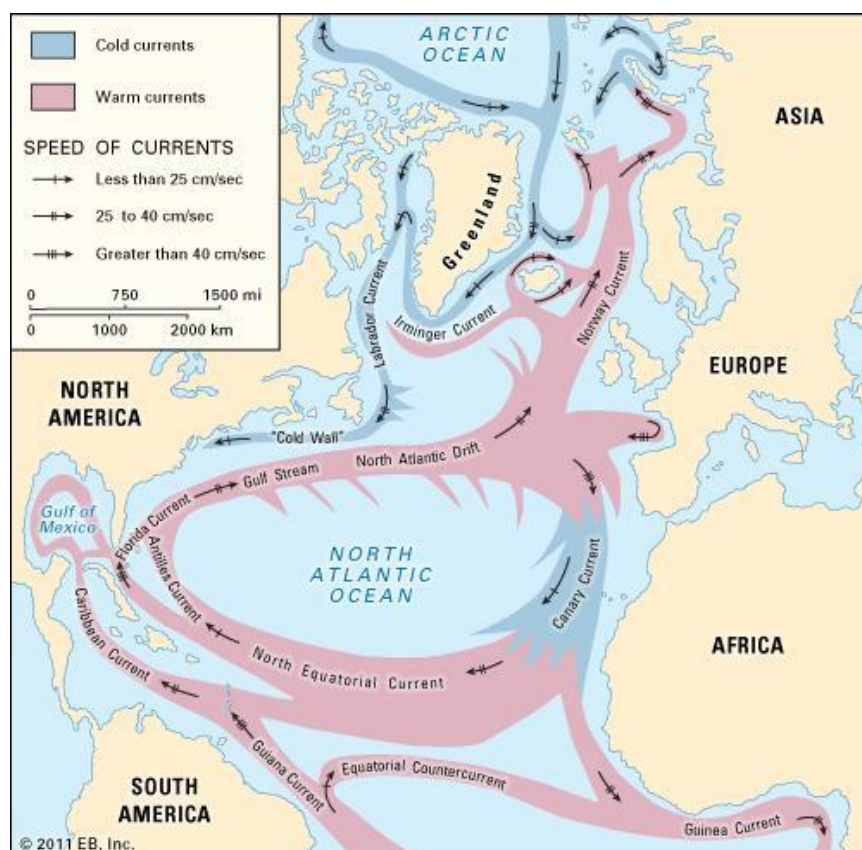 Cold currents
Warm currents
SPEED OF CURRENTS
Less than 25 cm/sec
25 to 40 cm/sec
Greater than 40 cm/sec
0 750 1500 mi
0 1000 2000 km
ARCTIC
OCEAN
ASIA
Greenland
Labrador Current
Irminger Current
Norway Current
EUROPE
NORTH
AMERICA
"Cold Wall"
North Atlantic Drift
Gulf Stream
Gulf of
Mexico
Florida Current
Antilles Current
NORTH
ATLANTIC
OCEAN
Canary Current
Caribbean Current
AFRICA
North Equatorial Current
Guiana Current
Equatorial Countercurrent
SOUTH
AMERICA
Guinea Current
© 2011 EB, Inc.